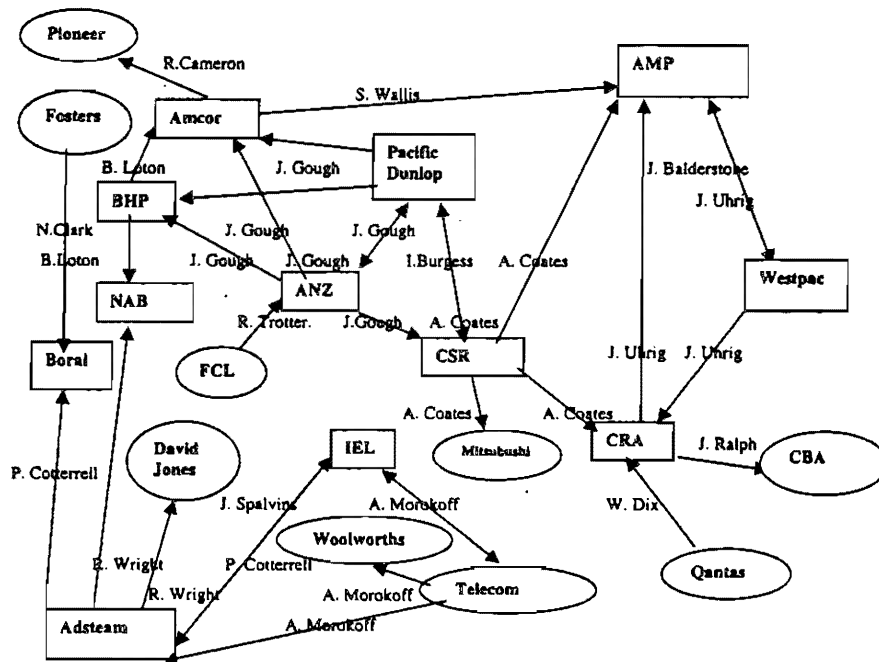 Pioneer
R.Cameron
AMP
S. Wallis
Fosters
Amcor
Pacific
Dunlop
B. Loton
J. Gough
J. Balderstone
BHP
J. Uhrig
N.Clark
J. Gough
J. Gough
J. Gough
B.Loton
J. Gough
I.Burgess
A. Coates
Westpac
NAB
ANZ
R. Trotter.
J.Gough
A. Coates
Boral
FCL
CSR
J. Uhrig
J. Uhrig
A. Coates
A. Coates
David
Jones
IEL
Mitsubushi
CRA
J. Ralph
CBA
P. Cotterrell
J. Spalvins
A. Morokoff
W. Dix
Woolworths
R. Wright
P. Cotterrell
Telecom
Qantas
R. Wright
A. Morokoff
Adsteam
A. Morokoff